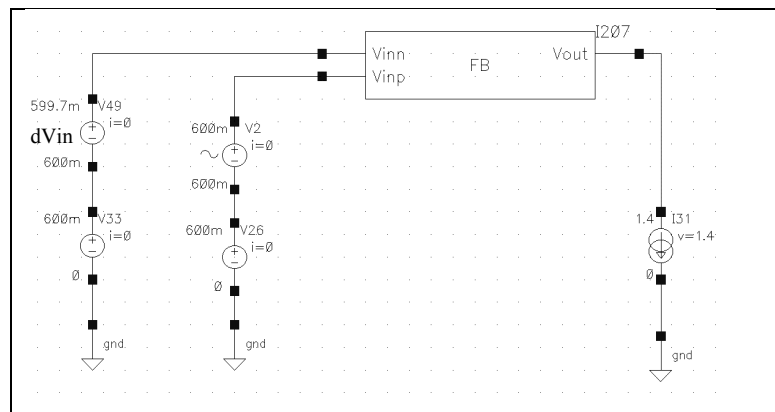 I207
Vinn
Vout
FB
Vinp
599.7m
V49
i=0
dVin
600m
600m
V2
i=0
600m
600m
V33
i=0
600m
V26
i=0
1.4
I31
v=1.4
0
0
0
gnd
gnd
gnd